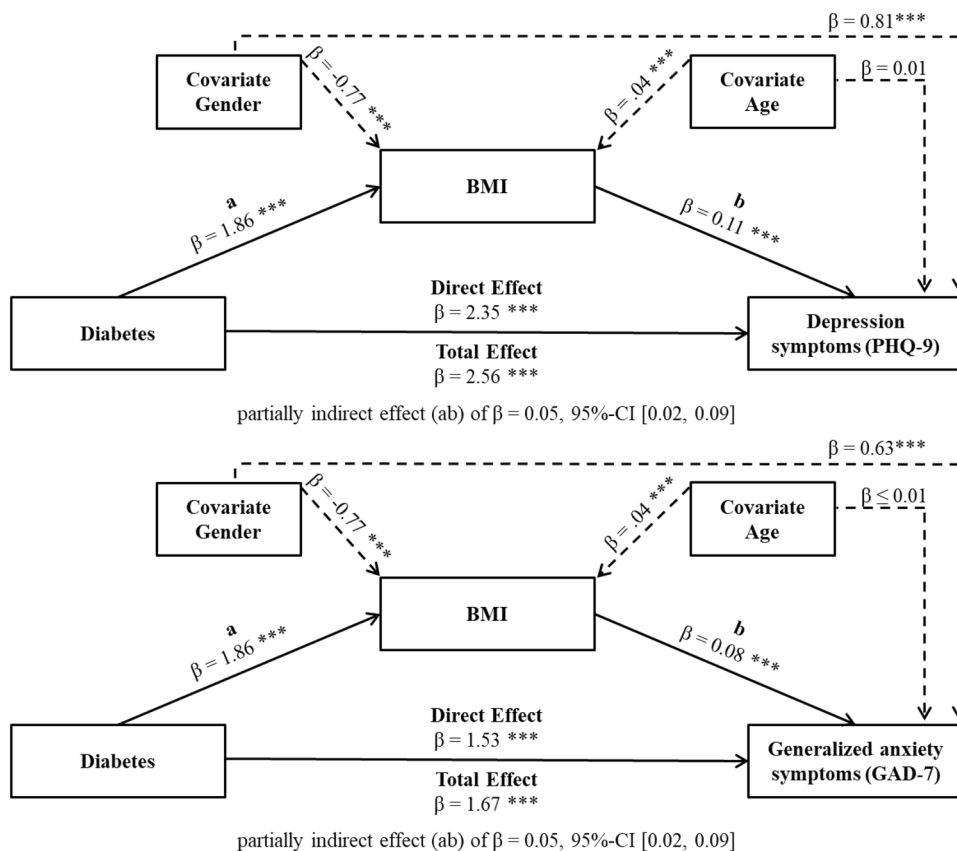 β = 0.81***
Covariate
Gender
β = -0.77 ***
β = .04 ***
Covariate
Age
β = 0.01
BMI
a
β = 1.86 ***
b
β = 0.11 ***
Diabetes
Direct Effect
β = 2.35 ***
Total Effect
β = 2.56 ***
Depression
symptoms (PHQ-9)
partially indirect effect (ab) of β = 0.05, 95%-CI [0.02, 0.09]
β = 0.63***
Covariate
Gender
β = -0.77 ***
β = .04 ***
Covariate
Age
β ≤ 0.01
BMI
a
β = 1.86 ***
b
β = 0.08 ***
Diabetes
Direct Effect
β = 1.53 ***
Total Effect
β = 1.67 ***
Generalized anxiety
symptoms (GAD-7)
partially indirect effect (ab) of β = 0.05, 95%-CI [0.02, 0.09]